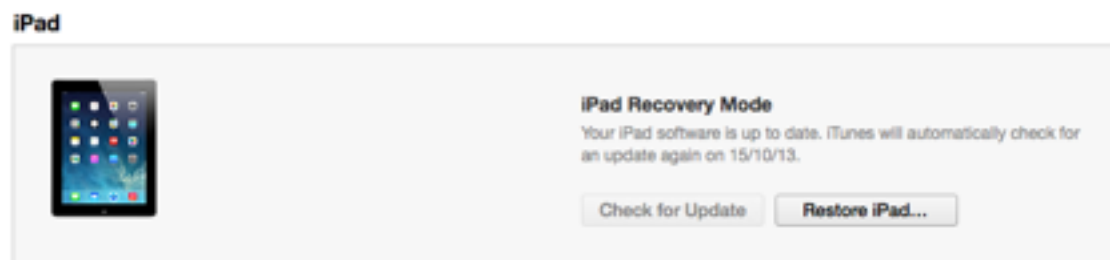 iPad
iPad Recovery Mode
Your iPad software is up to date. iTunes will automatically check for
an update again on 15/10/13.
Check for Update
Restore iPad...